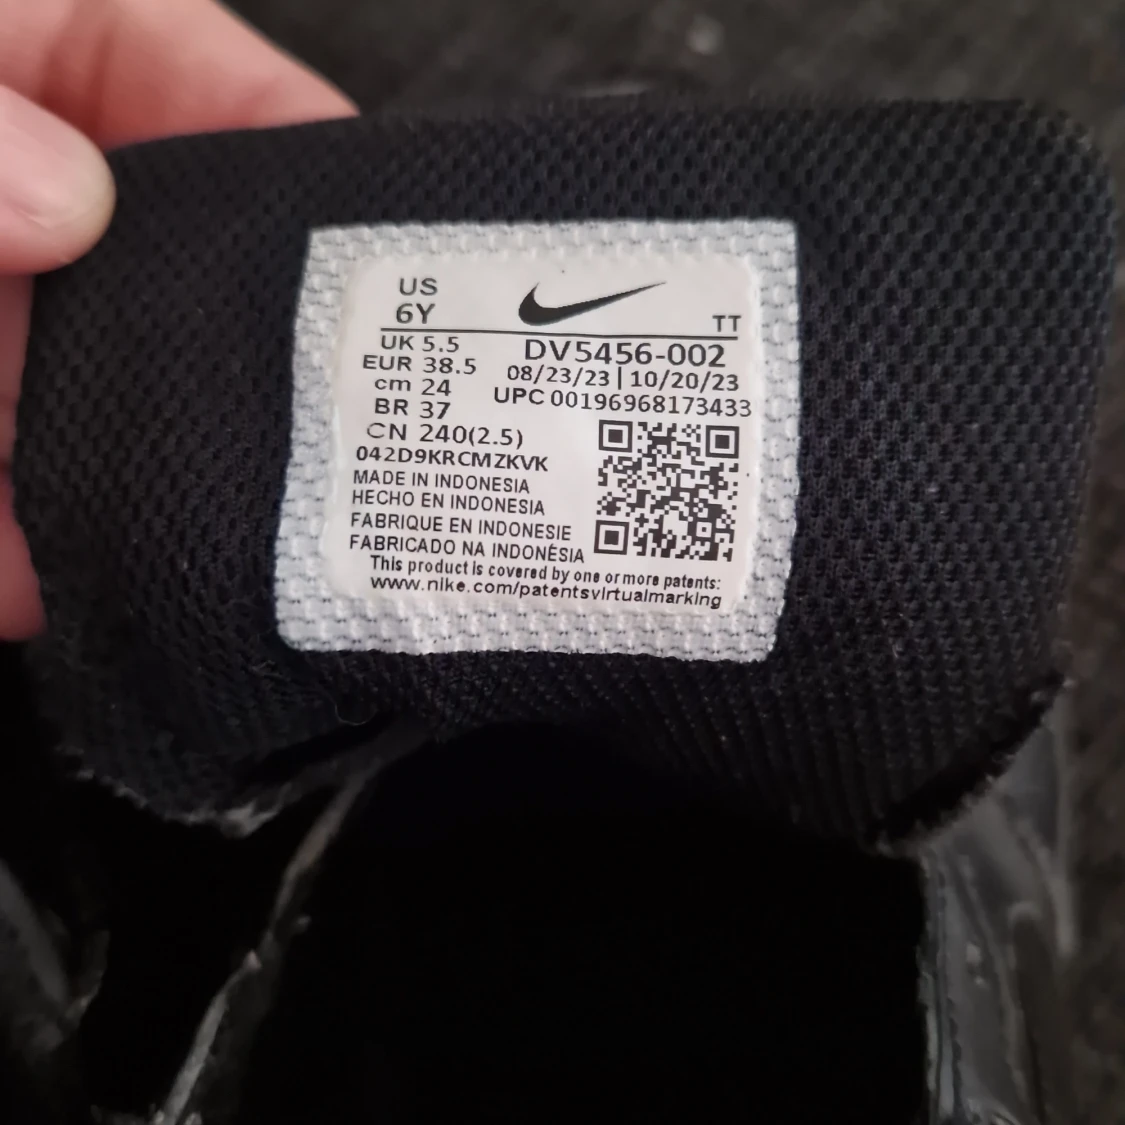 US
6Y
TT
UK 5.5
EUR 38.5
cm 24
BR 37
CN 240(2.5)
DV5456-002
08/23/23 | 10/20/23
UPC 00196968173433
042D9KRCMZKVK
MADE IN INDONESIA
HECHO EN INDONESIA
FABRIQUE EN INDONESIE
FABRICADO NA INDONÉSIA
This product is covered by one or more patents:
www.nike.com/patentsvirtualmarking